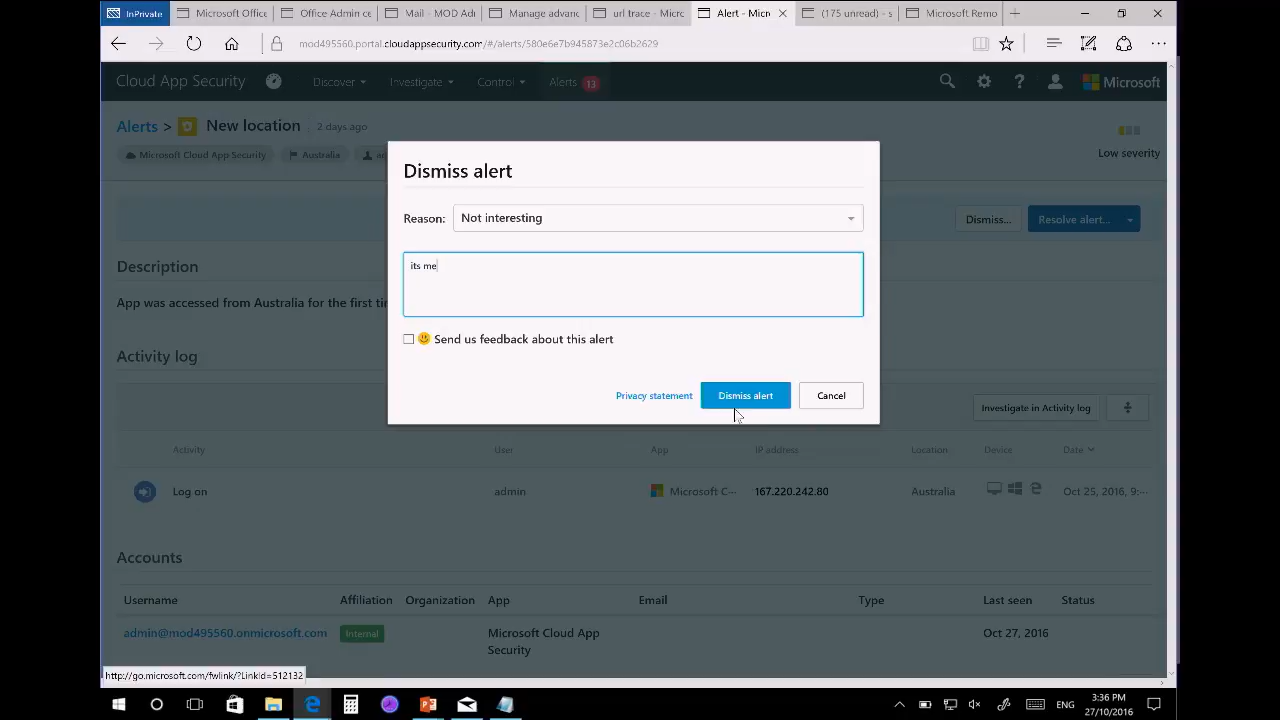 InPrivate
Microsoft Office
Office Admin ce
Mail - MOD Ad
Manage advanc
url trace - Micro
Alert - Micr
(175 unread) - s
Microsoft Remo
mod495560.portal.cloudappsecurity.com/#/alerts/580e6e7b945873e2c06b2629
Cloud App Security
Discover
Investigate
Control
Alerts
13
Microsoft
Alerts > New location 2 days ago
Microsoft Cloud App Security
Australia
Low severity
Dismiss alert
Reason: Not interesting
its me
Send us feedback about this alert
Privacy statement
Dismiss alert
Cancel
Dismiss...
Resolve alert...
Description
App was accessed from Australia for the first
Activity log
Investigate in Activity log
Activity User App IP address Location Device Date
Log on admin Microsoft C-- 167.220.242.80 Australia Oct 25, 2016, 9:--
Accounts
Username Affiliation Organization App Email Type Last seen Status
admin@mod495560.onmicrosoft.com Internal Microsoft Cloud App Oct 27, 2016
Security
http://go.microsoft.com/fwlink/?LinkId=512132
ENG
3:36 PM
27/10/2016